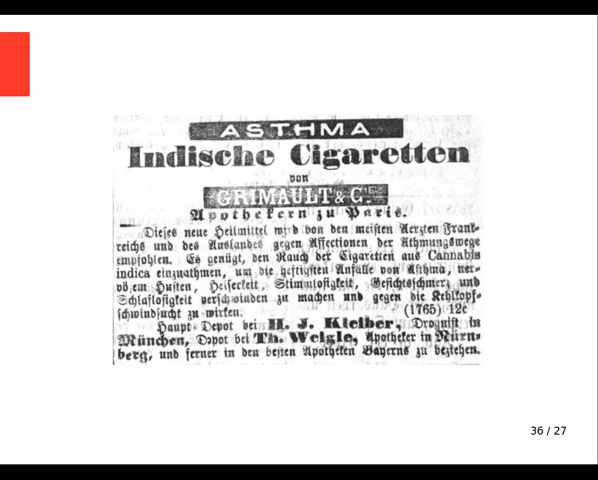 ASTHMA
Indische Cigaretten
von
GRIMAULT & Cie
Apothekern zu Paris.
Dieses neue Heilmittel wird von den meisten Aerzten Frank-
reichs und des Auslandes gegen Affectionen der Athmungswege
empfohlen. Es genügt, den Rauch der Cigaretten aus Cannabis
indica einzuathmen, um die heftigsten Anfälle von Asthma, ner-
vösem Husten, Heiserkeit, Stimmlosigkeit, Gesichtsschmerz und
Schlaflosigkeit verschwinden zu machen und gegen die Kehlkopf-
schwindsucht zu wirken. (1765) 12c
Haupt-Depot bei H. J. Kleiber, Droguist in
München, Depot bei Th. Weigle, Apotheker in Nürn-
berg, und ferner in den besten Apotheken Bayerns zu beziehen.
36 / 27